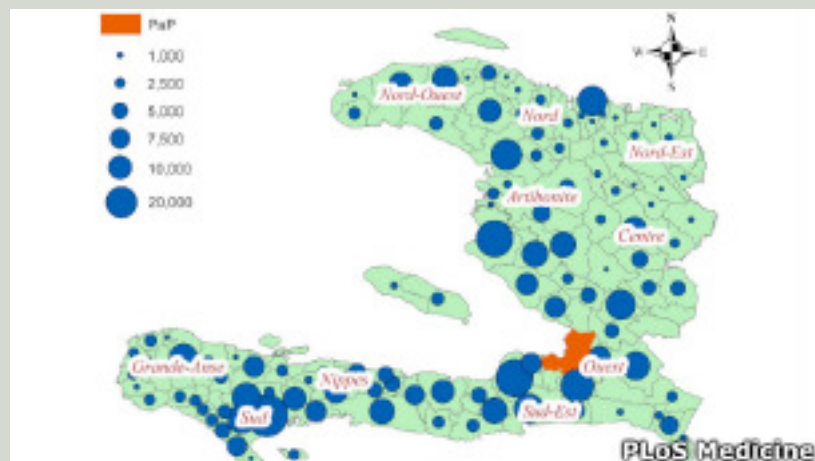 PaP
1,000
2,500
5,000
7,500
10,000
20,000
N
W
E
S
Nord-Ouest
Nord
Nord-Est
Artibonite
Centre
Grande-Anse
Nippes
Ouest
Sud
Sud-Est
PLoS Medicine